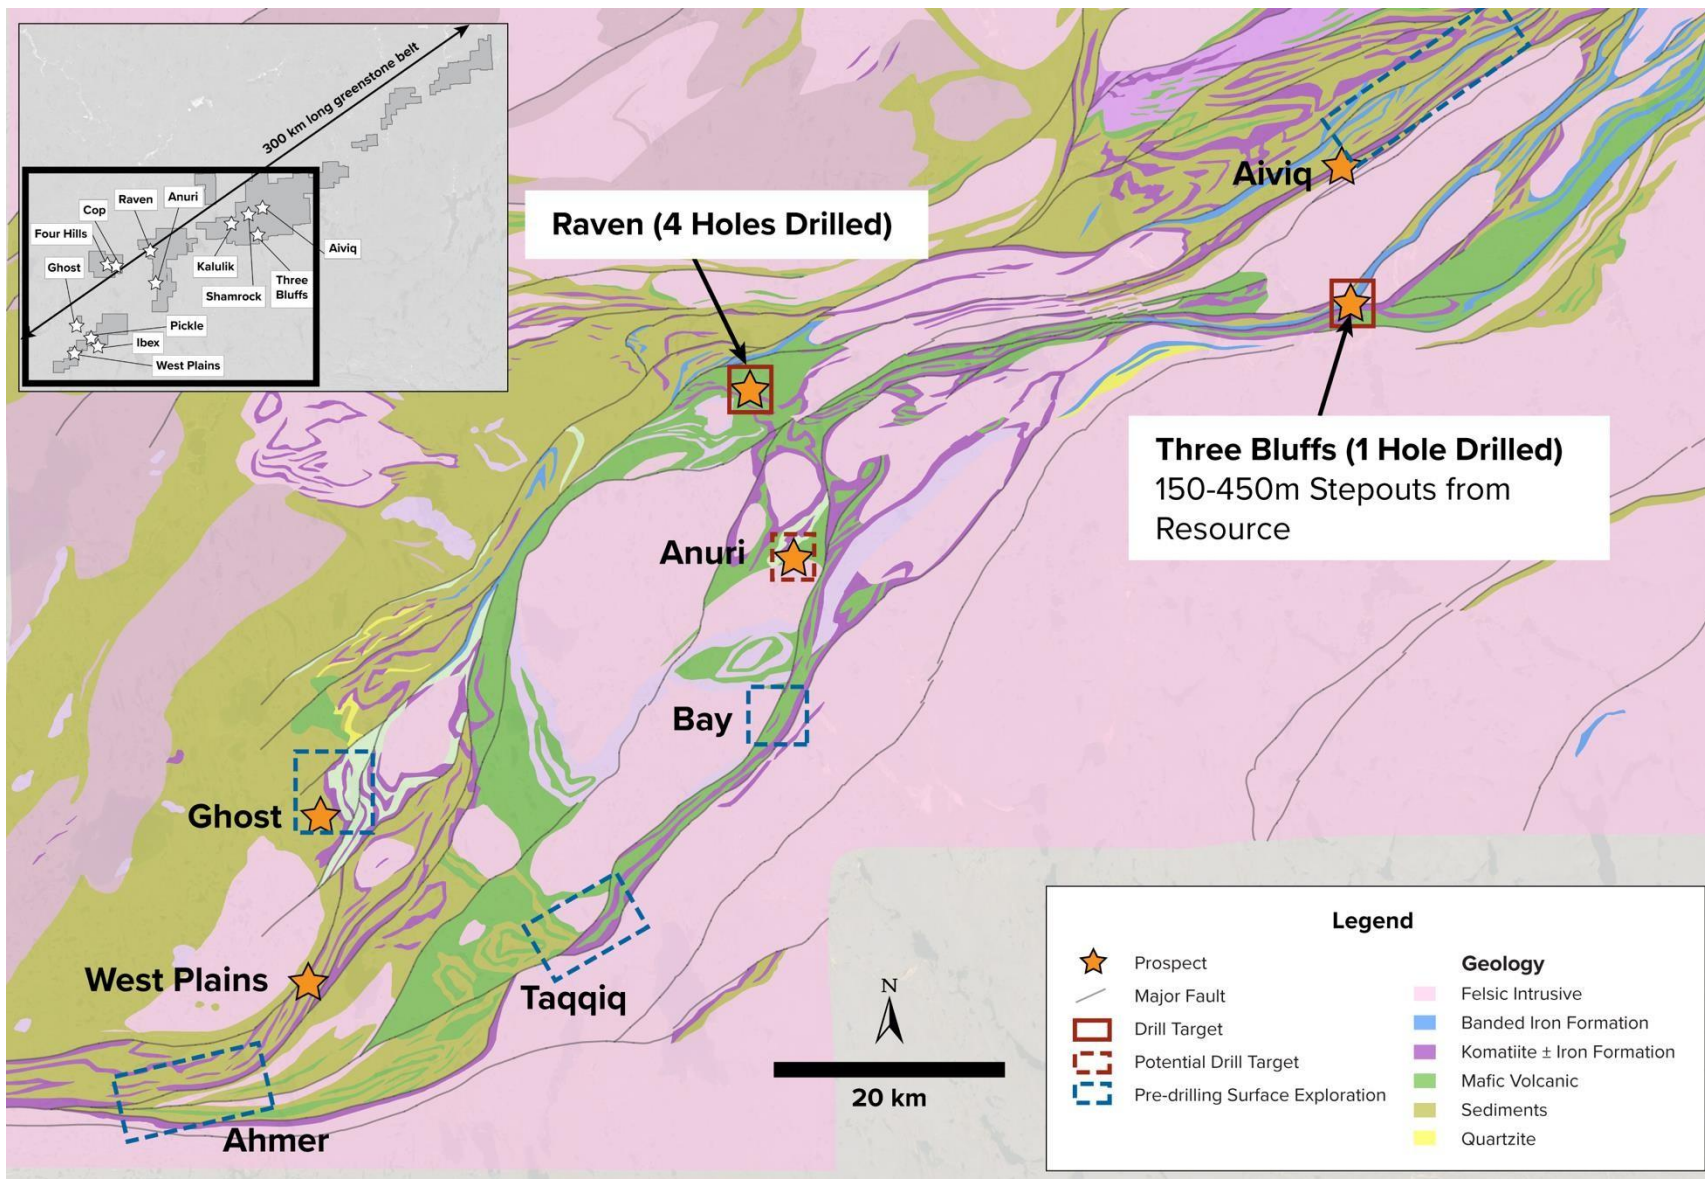 300 km long greenstone belt
Cop
Raven
Anuri
Four Hills
Ghost
Kalulik
Aiviq
Shamrock
Three
Bluffs
Pickle
Ibex
West Plains
Aiviq
Raven (4 Holes Drilled)
Three Bluffs (1 Hole Drilled)
150-450m Stepouts from
Resource
Anuri
Bay
Ghost
West Plains
Taqqiq
Ahmer
N
20 km
Legend
Prospect
Major Fault
Drill Target
Potential Drill Target
Pre-drilling Surface Exploration
Geology
Felsic Intrusive
Banded Iron Formation
Komatiite ± Iron Formation
Mafic Volcanic
Sediments
Quartzite